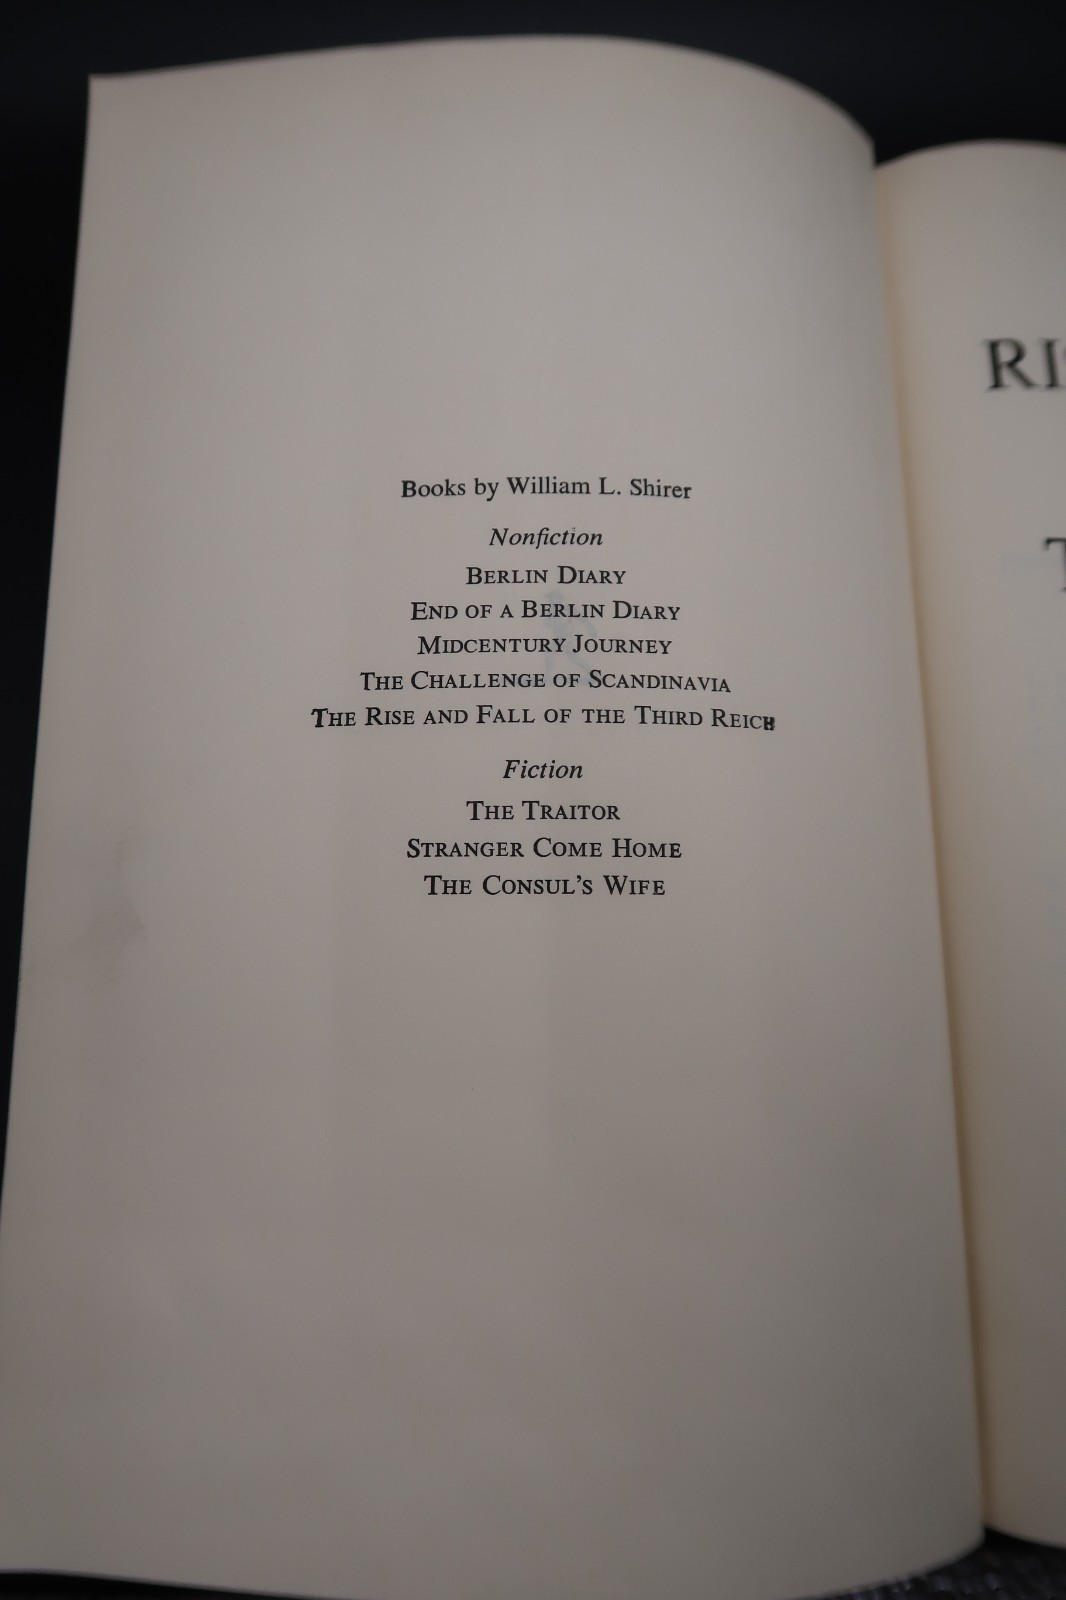 Books by William L. Shirer
Nonfiction
BERLIN DIARY
END OF A BERLIN DIARY
MIDCENTURY JOURNEY
THE CHALLENGE OF SCANDINAVIA
THE RISE AND FALL OF THE THIRD REICH
Fiction
THE TRAITOR
STRANGER COME HOME
THE CONSUL'S WIFE